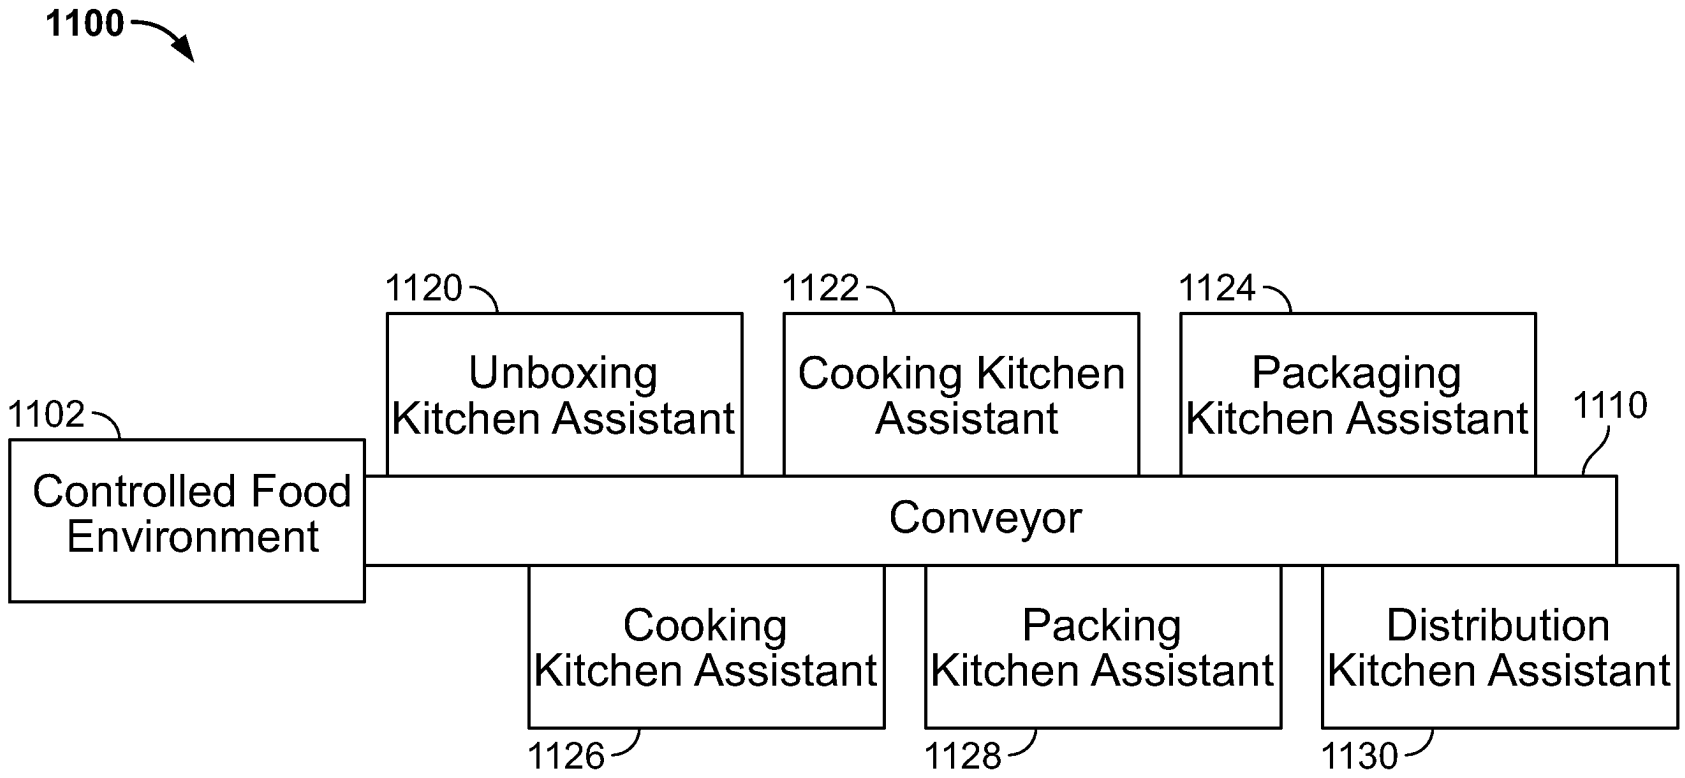 1100
1120
1122
1124
Unboxing
Kitchen Assistant
Cooking Kitchen
Assistant
Packaging
Kitchen Assistant
1102
1110
Controlled Food
Environment
Conveyor
Cooking
Kitchen Assistant
Packing
Kitchen Assistant
Distribution
Kitchen Assistant
1126
1128
1130